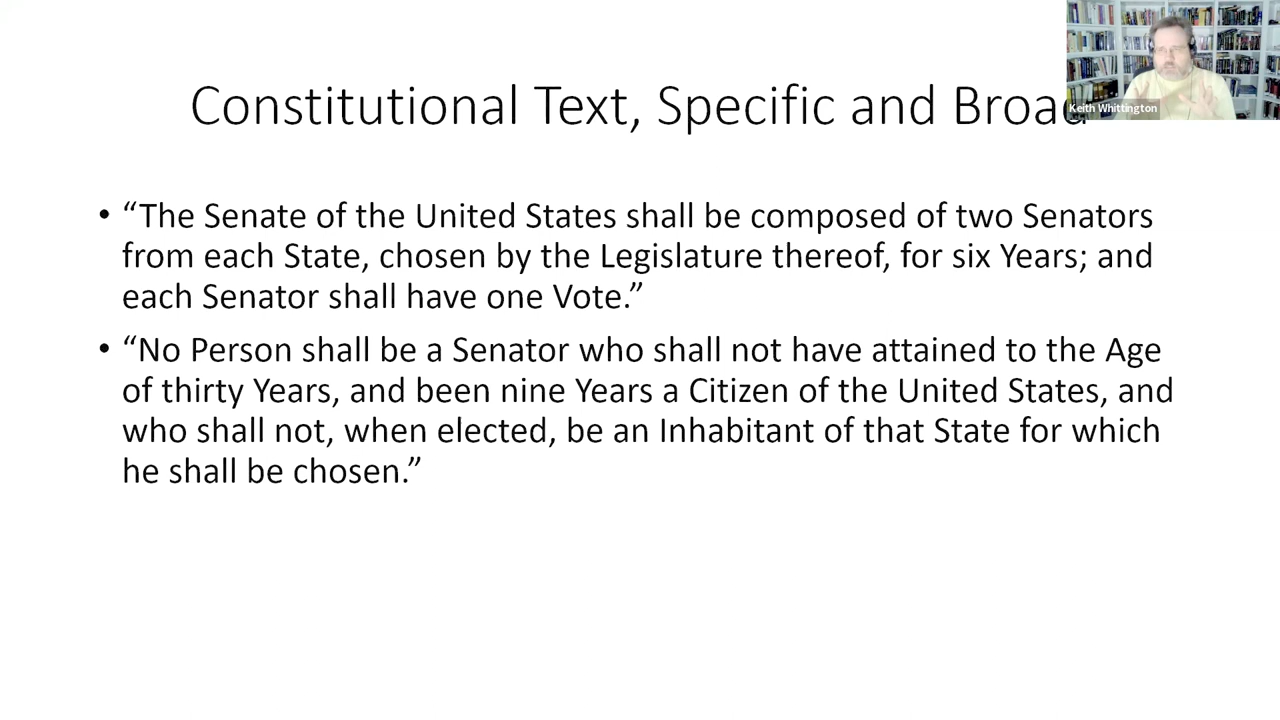 Constitutional Text, Specific and Broad
Keith Whittington
• “The Senate of the United States shall be composed of two Senators
from each State, chosen by the Legislature thereof, for six Years; and
each Senator shall have one Vote.”
• “No Person shall be a Senator who shall not have attained to the Age
of thirty Years, and been nine Years a Citizen of the United States, and
who shall not, when elected, be an Inhabitant of that State for which
he shall be chosen.”